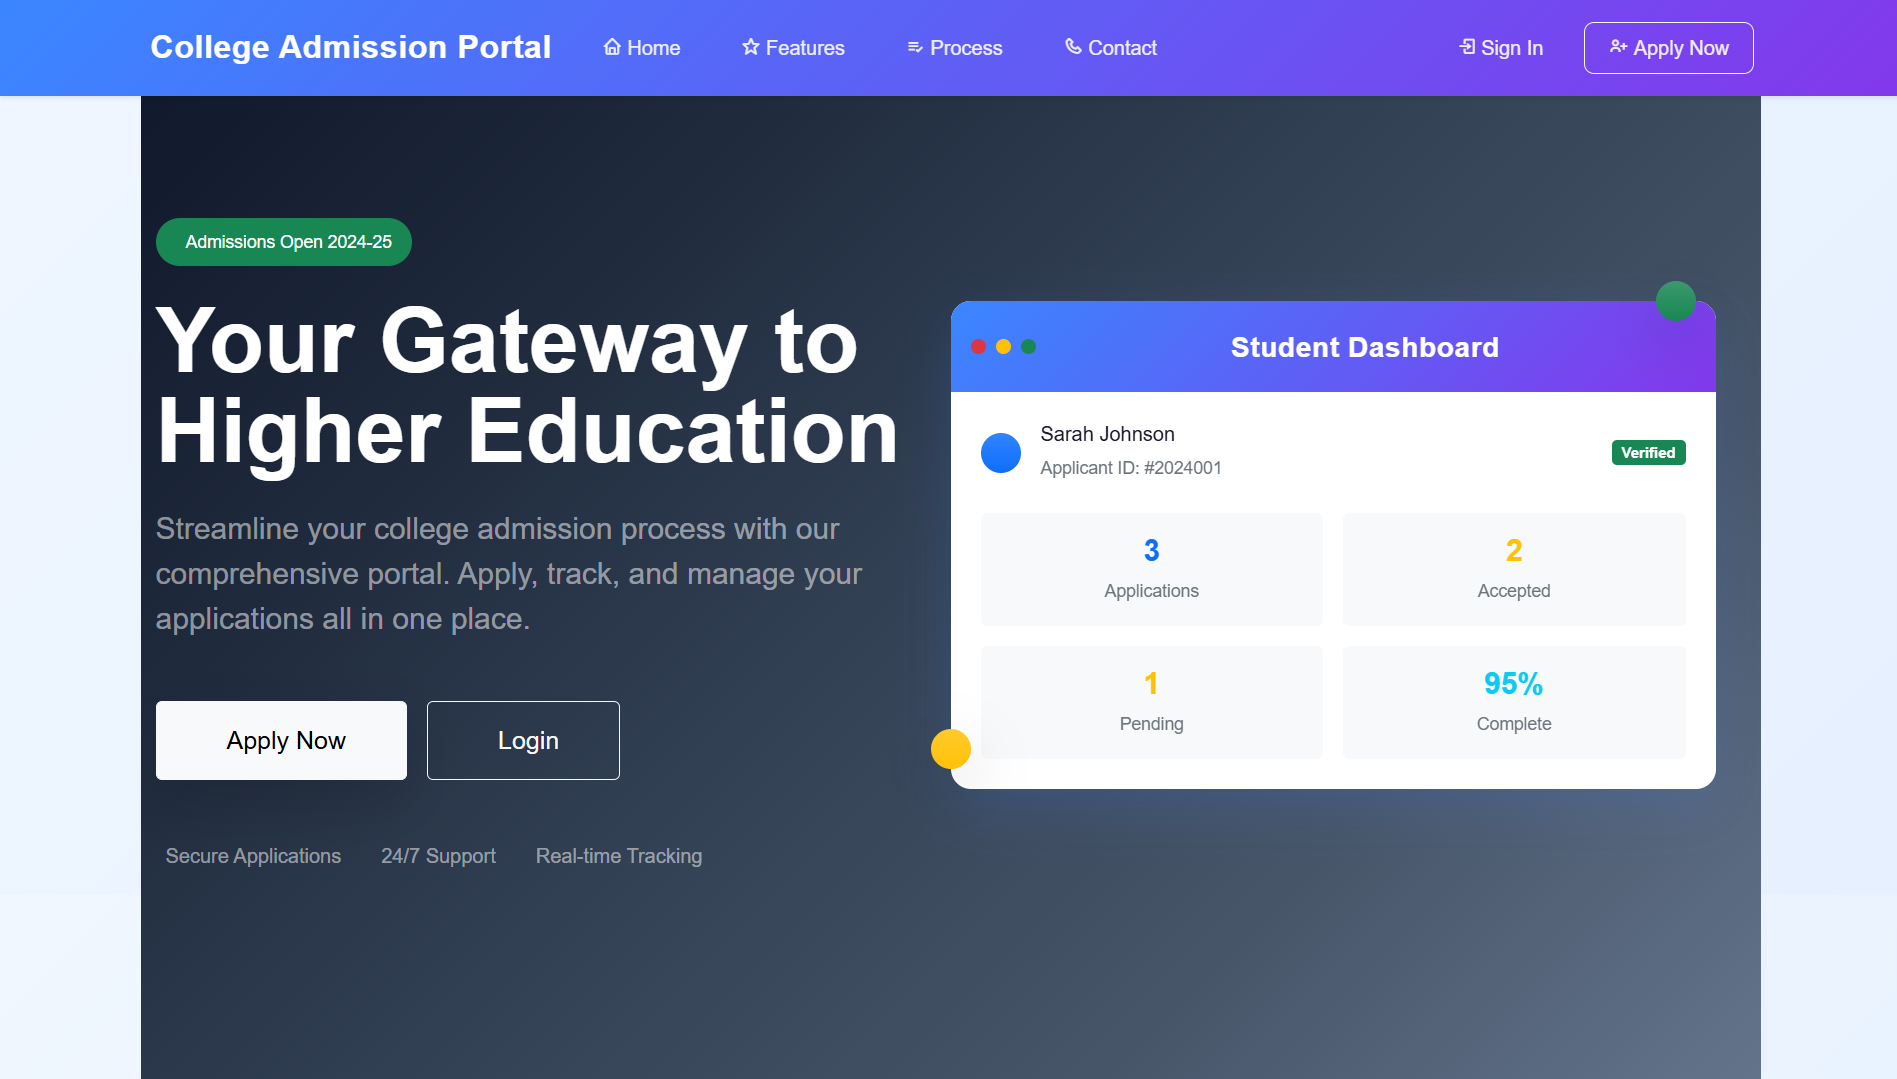 College Admission Portal
Home
Features
Process
Contact
Sign In
Apply Now
Admissions Open 2024-25
Your Gateway to
Higher Education
Streamline your college admission process with our
comprehensive portal. Apply, track, and manage your
applications all in one place.
Apply Now
Login
Secure Applications
24/7 Support
Real-time Tracking
Student Dashboard
Sarah Johnson
Applicant ID: #2024001
Verified
3
Applications
2
Accepted
1
Pending
95%
Complete